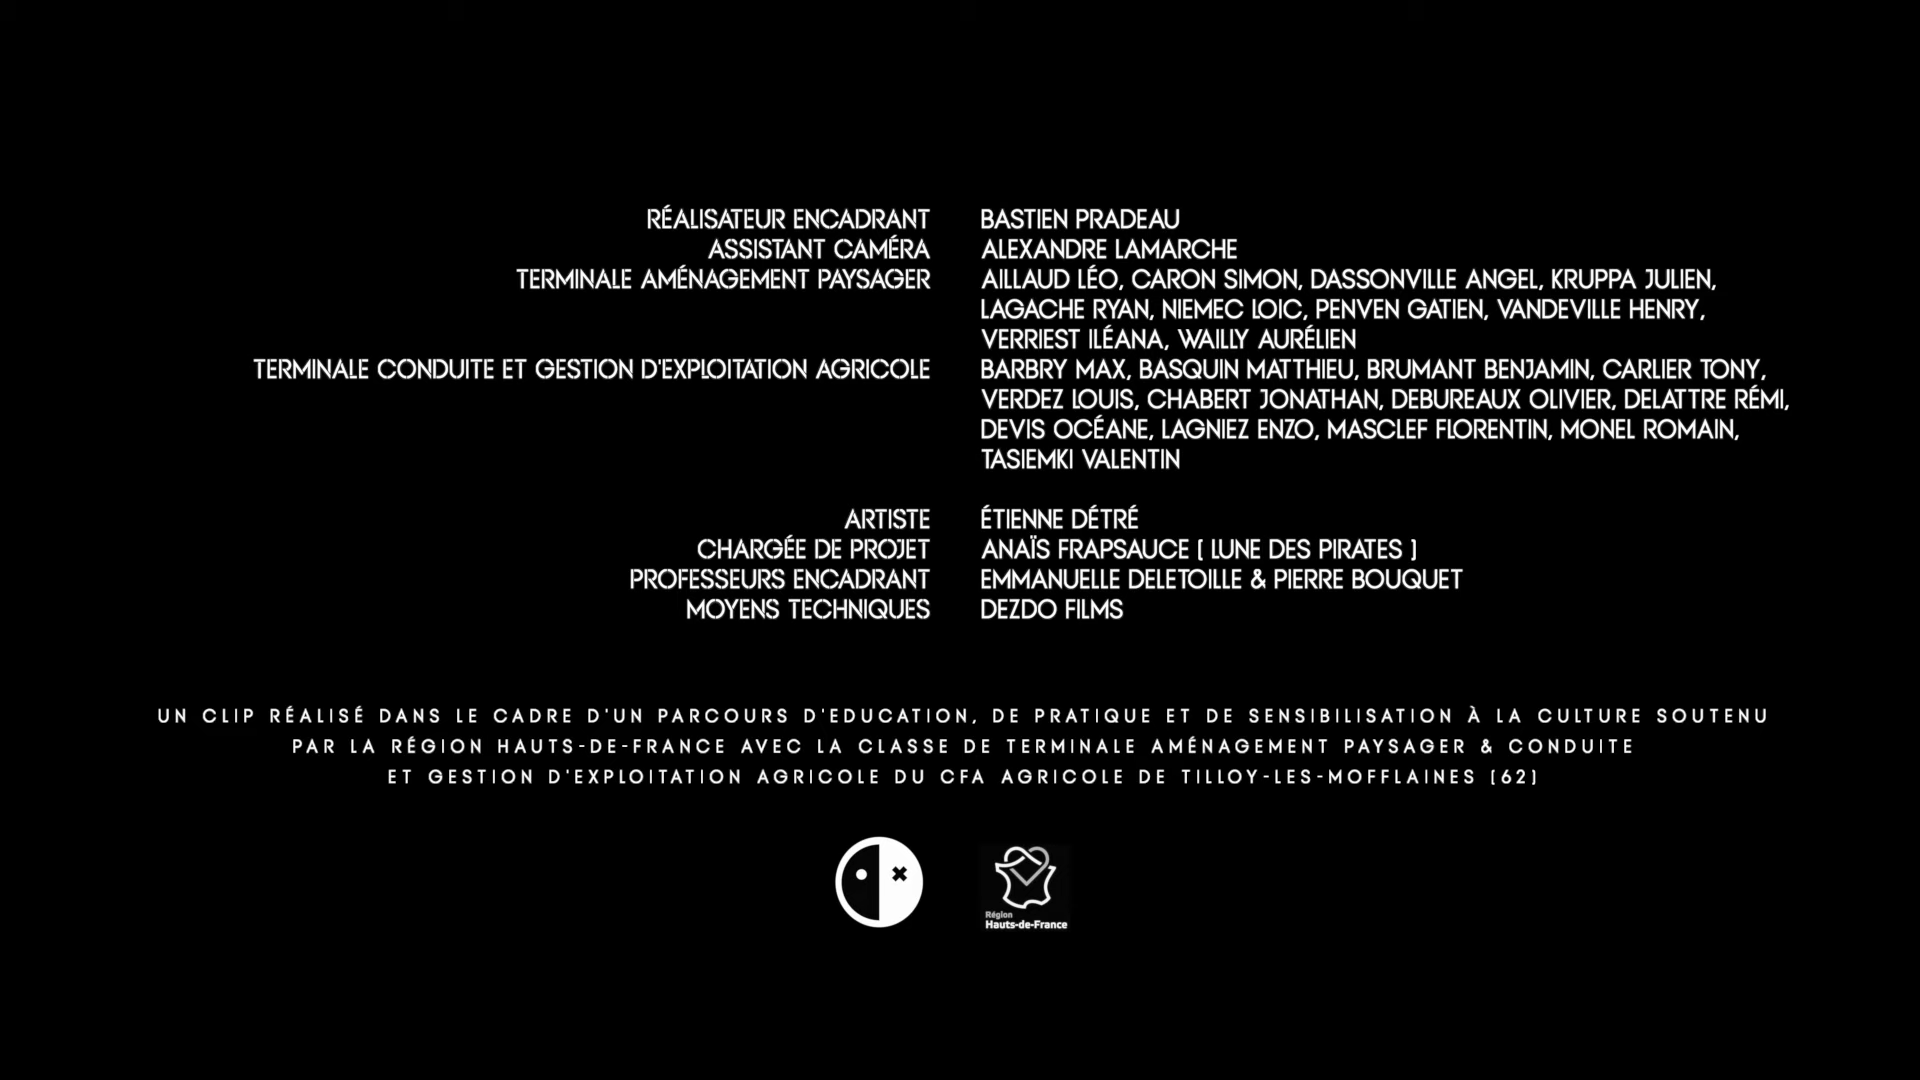 RÉALISATEUR ENCADRANT BASTIEN PRADEAU
ASSISTANT CAMÉRA ALEXANDRE LAMARCHE
TERMINALE AMÉNAGEMENT PAYSAGER AILLAUD LÉO, CARON SIMON, DASSONVILLE ANGEL, KRUPPA JULIEN,
LAGACHE RYAN, NIEMEC LOIC, PENVEN GATIEN, VANDEVILLE HENRY,
VERRIEST ILÉANA, WAILLY AURÉLIEN
TERMINALE CONDUITE ET GESTION D'EXPLOITATION AGRICOLE BARBRY MAX, BASQUIN MATTHIEU, BRUMANT BENJAMIN, CARLIER TONY,
VERDEZ LOUIS, CHABERT JONATHAN, DEBUREAUX OLIVIER, DELATTRE RÉMI,
DEVIS OCÉANE, LAGNIEZ ENZO, MASCLEF FLORENTIN, MONEL ROMAIN,
TASIEMKI VALENTIN
ARTISTE ÉTIENNE DÉTRÉ
CHARGÉE DE PROJET ANAÏS FRAPSAUCE ( LUNE DES PIRATES )
PROFESSEURS ENCADRANT EMMANUELLE DELETOILLE & PIERRE BOUQUET
MOYENS TECHNIQUES DEZDO FILMS
UN CLIP RÉALISÉ DANS LE CADRE D'UN PARCOURS D'EDUCATION, DE PRATIQUE ET DE SENSIBILISATION À LA CULTURE SOUTENU
PAR LA RÉGION HAUTS-DE-FRANCE AVEC LA CLASSE DE TERMINALE AMÉNAGEMENT PAYSAGER & CONDUITE
ET GESTION D'EXPLOITATION AGRICOLE DU CFA AGRICOLE DE TILLOY-LES-MOFFLAINES (62)
Région
Hauts-de-France